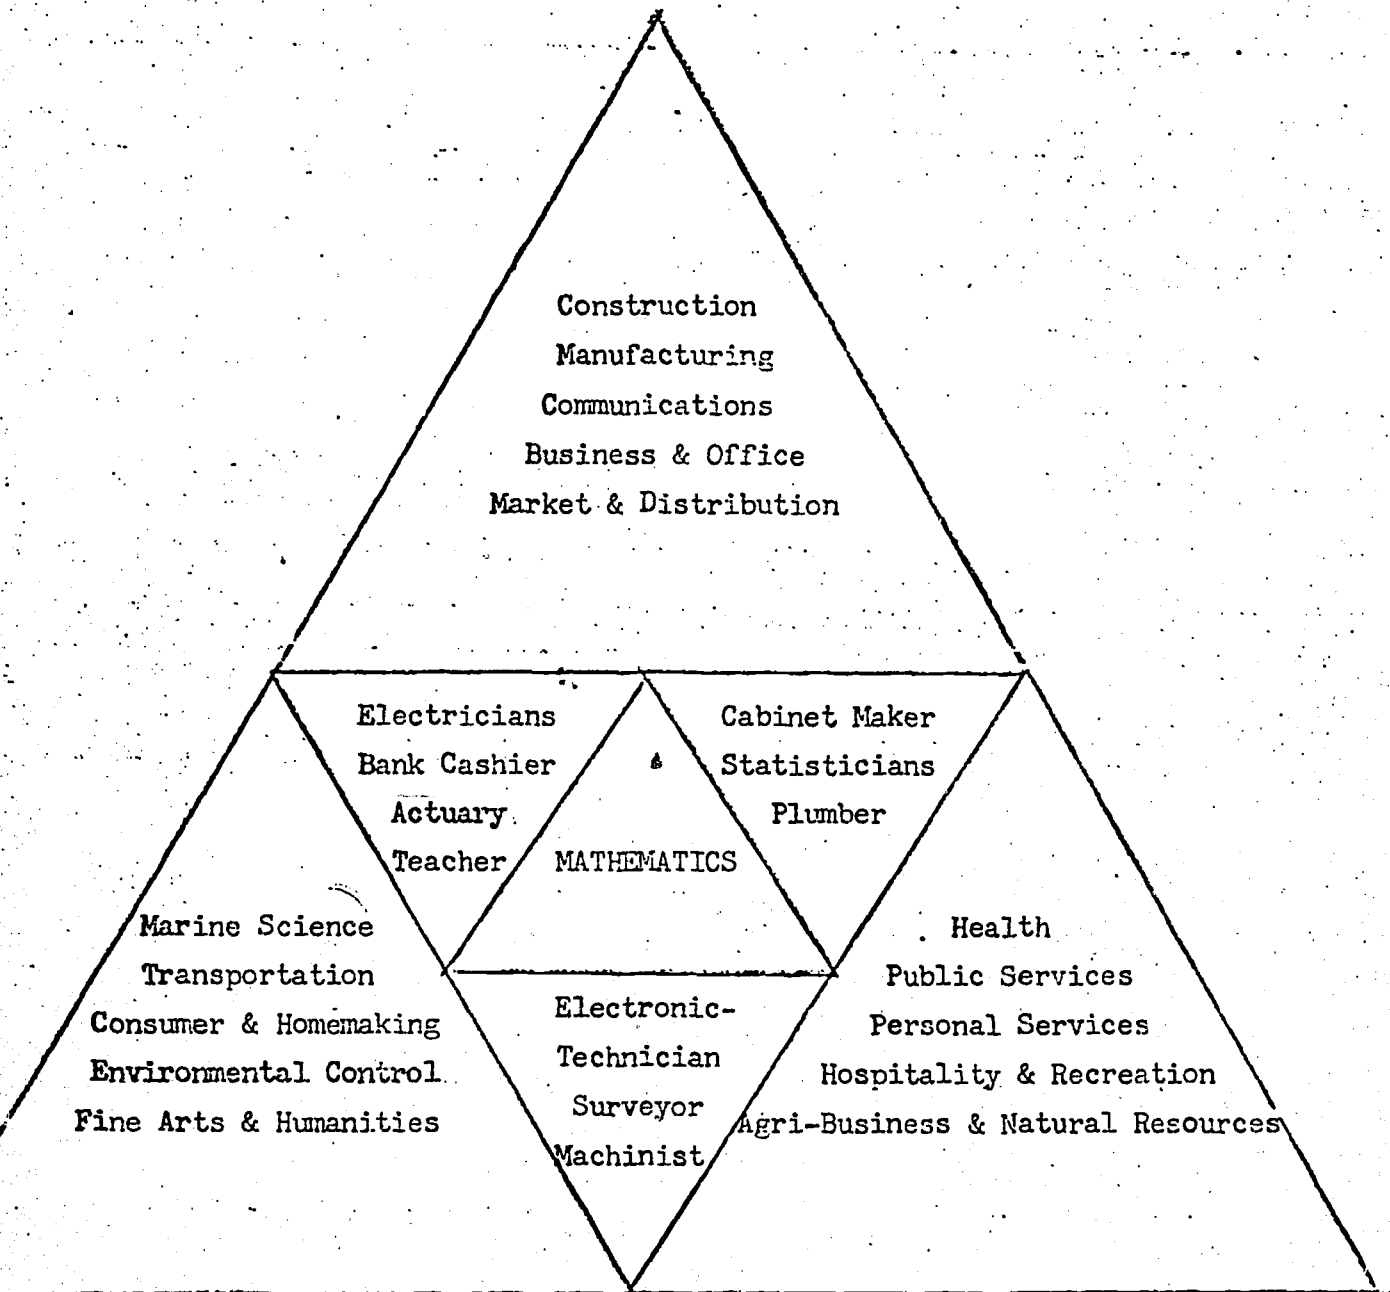 Construction
Manufacturing
Communications
Business & Office
Market & Distribution
Electricians
Bank Cashier
Actuary
Teacher
MATHEMATICS
Cabinet Maker
Statisticians
Plumber
Marine Science
Transportation
Consumer & Homemaking
Environmental Control
Fine Arts & Humanities
Electronic-
Technician
Surveyor
Machinist
Health
Public Services
Personal Services
Hospitality & Recreation
Agri-Business & Natural Resources